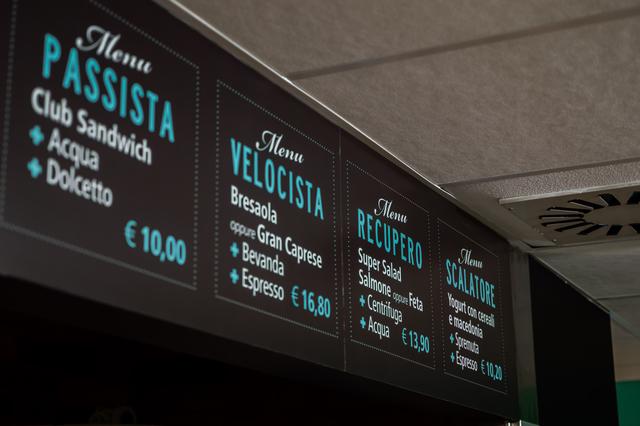 Menu
PASSISTA
Club Sandwich
+ Acqua
+ Dolcetto
€ 10,00
Menu
VELOCISTA
Bresaola
oppure Gran Caprese
+ Bevanda
+ Espresso € 16,80
Menu
RECUPERO
Super Salad
Salmone oppure Feta
+ Centrifuga
+ Acqua € 13,90
Menu
SCALATORE
Yogurt con cereali
e macedonia
+ Spremuta
+ Espresso € 10,20